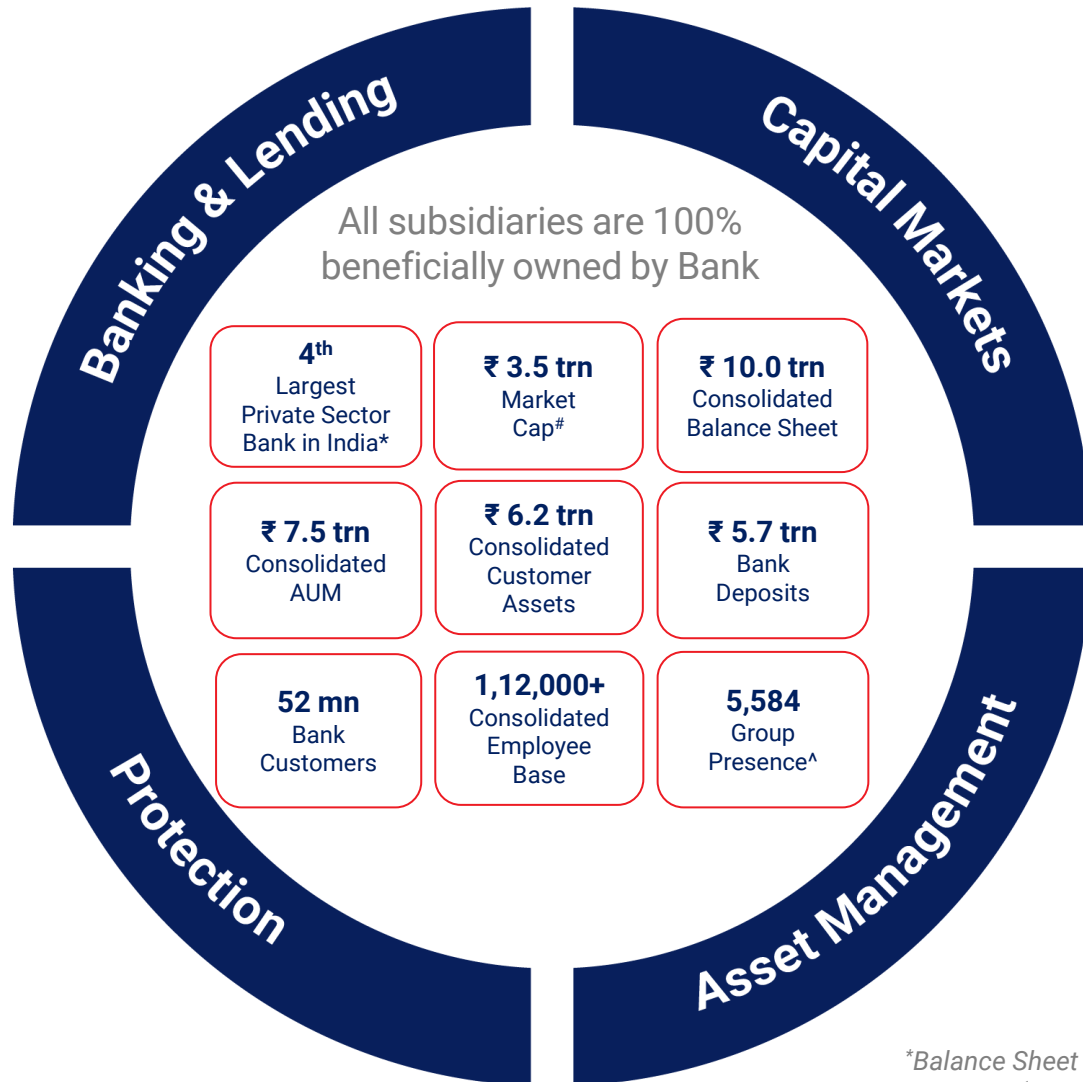 Banking & Lending
Capital Markets
All subsidiaries are 100%
beneficially owned by Bank
4th
Largest
Private Sector
Bank in India*
₹ 3.5 trn
Market
Cap#
₹ 10.0 trn
Consolidated
Balance Sheet
₹ 7.5 trn
Consolidated
AUM
₹ 6.2 trn
Consolidated
Customer
Assets
₹ 5.7 trn
Bank
Deposits
52 mn
Bank
Customers
1,12,000+
Consolidated
Employee
Base
5,584
Group
Presence^
Protection
Asset Management
*Balance Sheet